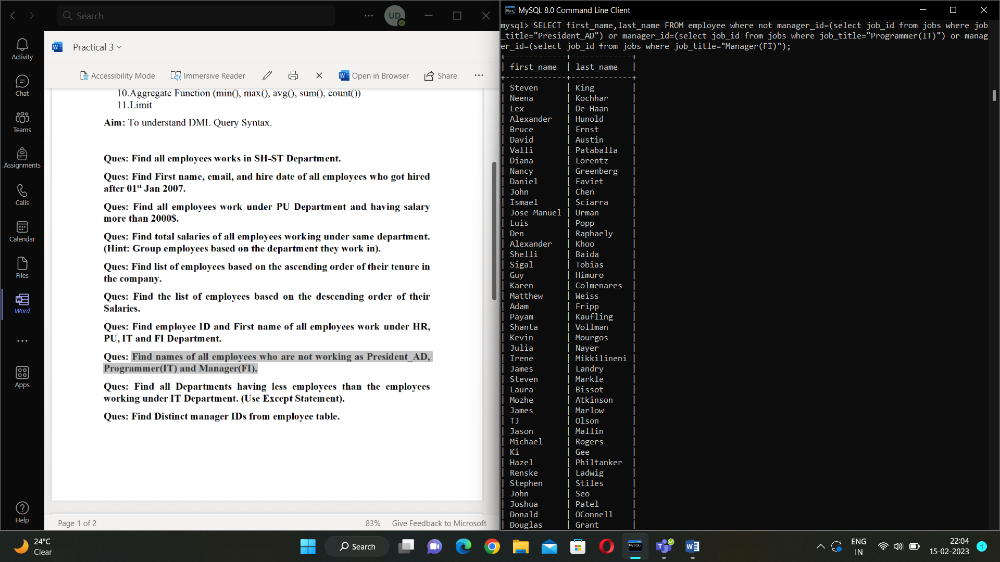 Search
UD
Activity
Chat
Teams
Assignments
Calls
Calendar
Files
Word
Apps
Help
Practical 3
Accessibility Mode
Immersive Reader
Open in Browser
Share
10.Aggregate Function (min(), max(), avg(), sum(), count())
11.Limit
Aim: To understand DML Query Syntax.
Ques: Find all employees works in SH-ST Department.
Ques: Find First name, email, and hire date of all employees who got hired
after 01st Jan 2007.
Ques: Find all employees work under PU Department and having salary
more than 2000$.
Ques: Find total salaries of all employees working under same department.
(Hint: Group employees based on the department they work in).
Ques: Find list of employees based on the ascending order of their tenure in
the company.
Ques: Find the list of employees based on the descending order of their
Salaries.
Ques: Find employee ID and First name of all employees work under HR,
PU, IT and FI Department.
Ques: Find names of all employees who are not working as President_AD,
Programmer(IT) and Manager(FI).
Ques: Find all Departments having less employees than the employees
working under IT Department. (Use Except Statement).
Ques: Find Distinct manager IDs from employee table.
Page 1 of 2
83%
Give Feedback to Microsoft
MySQL 8.0 Command Line Client
mysql> SELECT first_name,last_name FROM employee where not manager_id=(select job_id from jobs where job
_title="President_AD") or manager_id=(select job_id from jobs where job_title="Programmer(IT)") or manag
er_id=(select job_id from jobs where job_title="Manager(FI)");
+-------------+-------------+
| first_name | last_name |
+-------------+-------------+
| Steven | King |
| Neena | Kochhar |
| Lex | De Haan |
| Alexander | Hunold |
| Bruce | Ernst |
| David | Austin |
| Valli | Pataballa |
| Diana | Lorentz |
| Nancy | Greenberg |
| Daniel | Faviet |
| John | Chen |
| Ismael | Sciarra |
| Jose Manuel | Urman |
| Luis | Popp |
| Den | Raphaely |
| Alexander | Khoo |
| Shelli | Baida |
| Sigal | Tobias |
| Guy | Himuro |
| Karen | Colmenares |
| Matthew | Weiss |
| Adam | Fripp |
| Payam | Kaufling |
| Shanta | Vollman |
| Kevin | Mourgos |
| Julia | Nayer |
| Irene | Mikkilineni |
| James | Landry |
| Steven | Markle |
| Laura | Bissot |
| Mozhe | Atkinson |
| James | Marlow |
| TJ | Olson |
| Jason | Mallin |
| Michael | Rogers |
| Ki | Gee |
| Hazel | Philtanker |
| Renske | Ladwig |
| Stephen | Stiles |
| John | Seo |
| Joshua | Patel |
| Donald | OConnell |
| Douglas | Grant |
24°C
Clear
Search
ENG
IN
22:04
15-02-2023
1